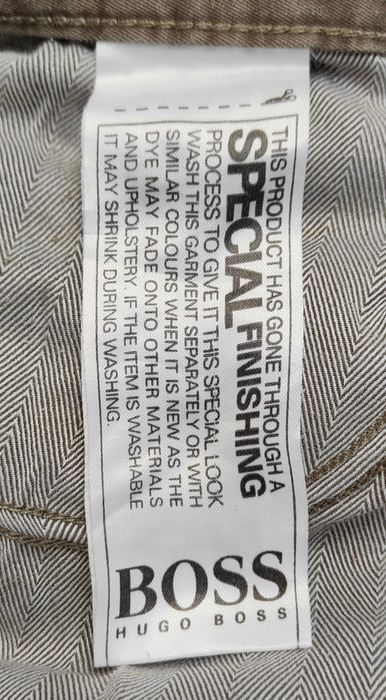 THIS PRODUCT HAS GONE THROUGH A
SPECIAL FINISHING
PROCESS TO GIVE IT THIS SPECIAL LOOK
WASH THIS GARMENT SEPARATELY OR WITH
SIMILAR COLOURS WHEN IT IS NEW AS THE
DYE MAY FADE ONTO OTHER MATERIALS
AND UPHOLSTERY. IF THE ITEM IS WASHABLE
IT MAY SHRINK DURING WASHING.
BOSS
HUGO BOSS